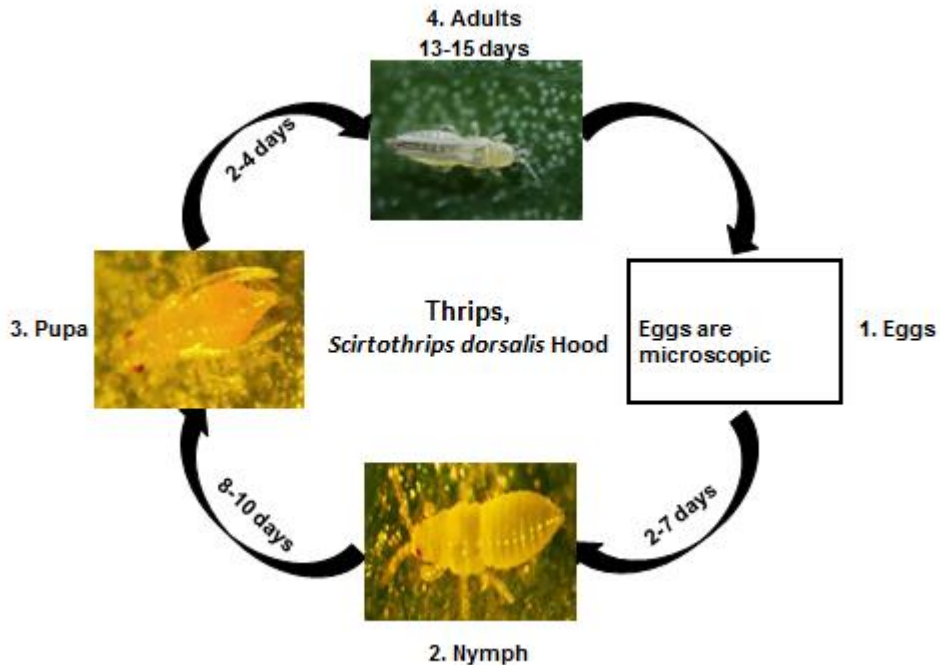 4. Adults
13-15 days
2-4 days
3. Pupa
Thrips,
Scirtothrips dorsalis Hood
Eggs are
microscopic
1. Eggs
8-10 days
2-7 days
2. Nymph